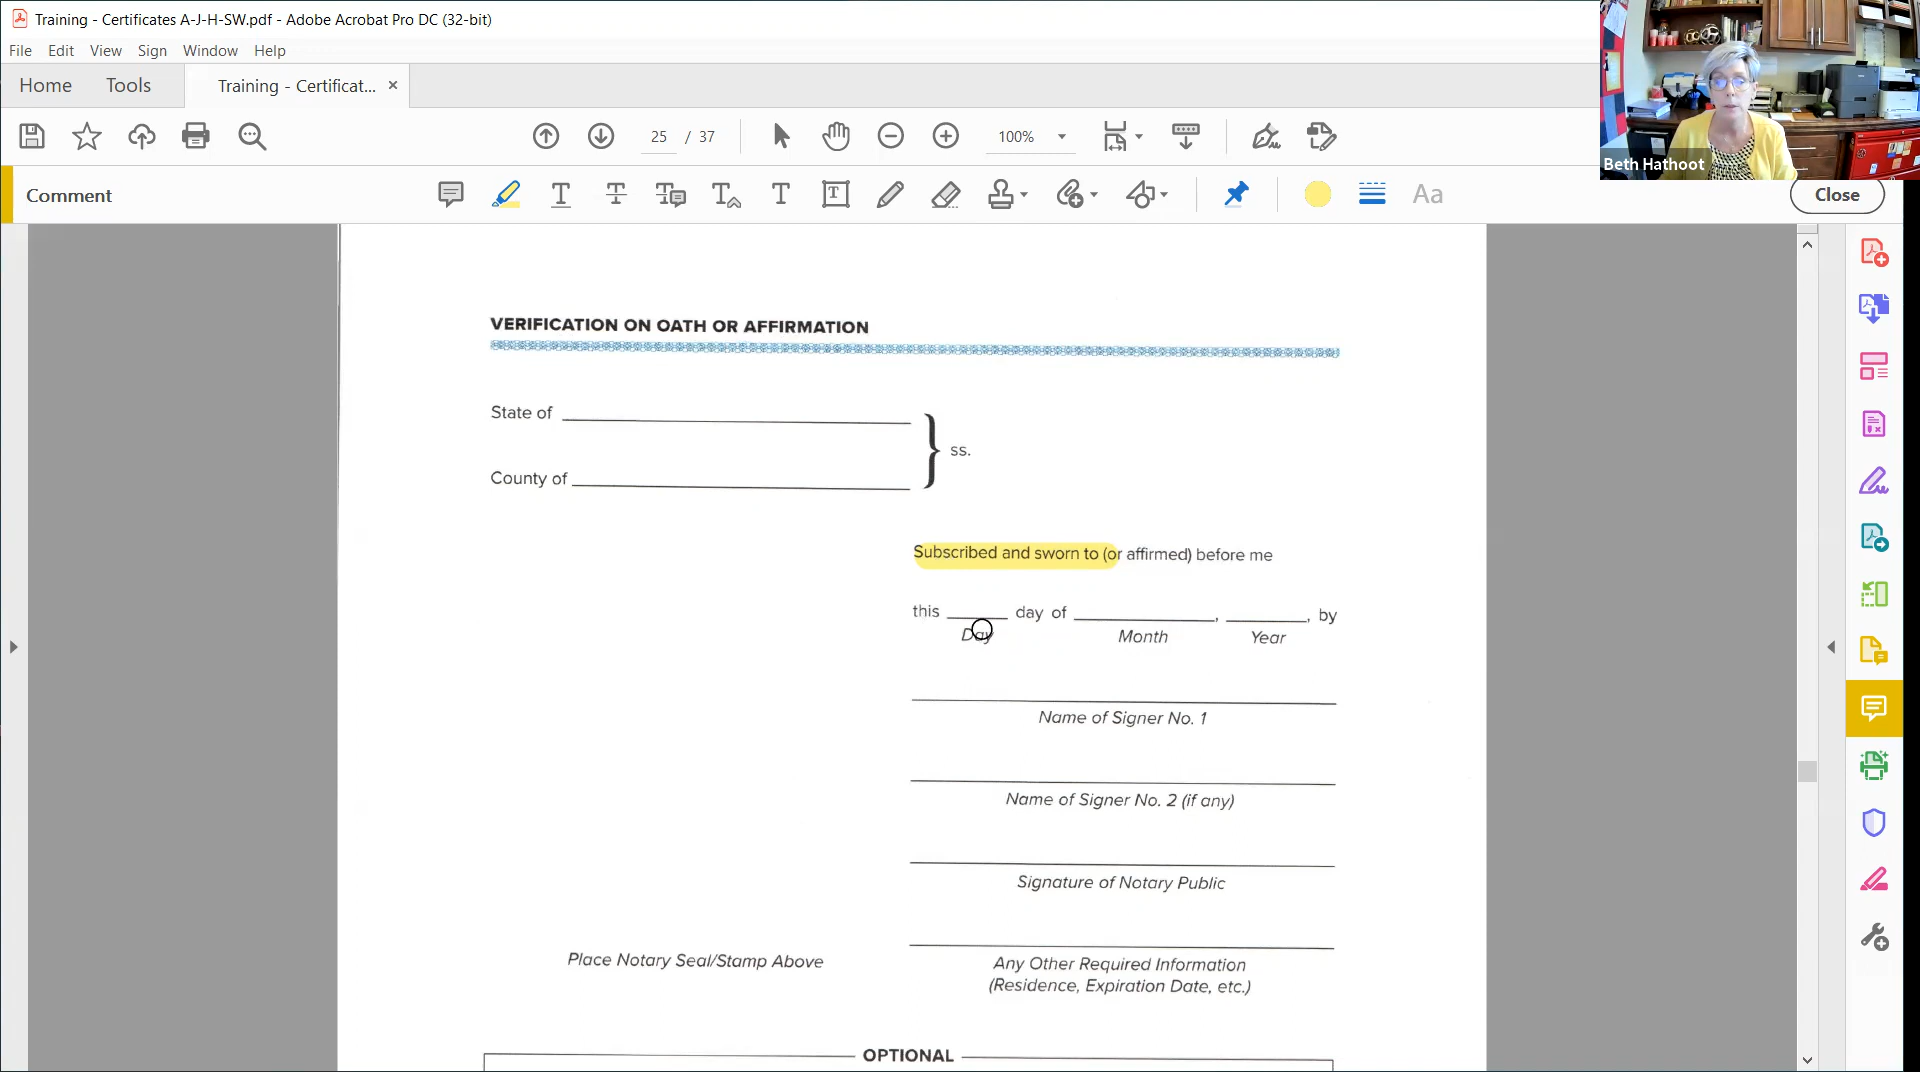 Training - Certificates A-J-H-SW.pdf - Adobe Acrobat Pro DC (32-bit)
File Edit View Sign Window Help
Home Tools Training - Certificat... ×
25 / 37 100%
Comment
Close
Beth Hathoot
VERIFICATION ON OATH OR AFFIRMATION
State of
ss.
County of
Subscribed and sworn to (or affirmed) before me
this ______ day of ______, ______, by
Day Month Year
Name of Signer No. 1
Name of Signer No. 2 (if any)
Signature of Notary Public
Place Notary Seal/Stamp Above
Any Other Required Information
(Residence, Expiration Date, etc.)
OPTIONAL